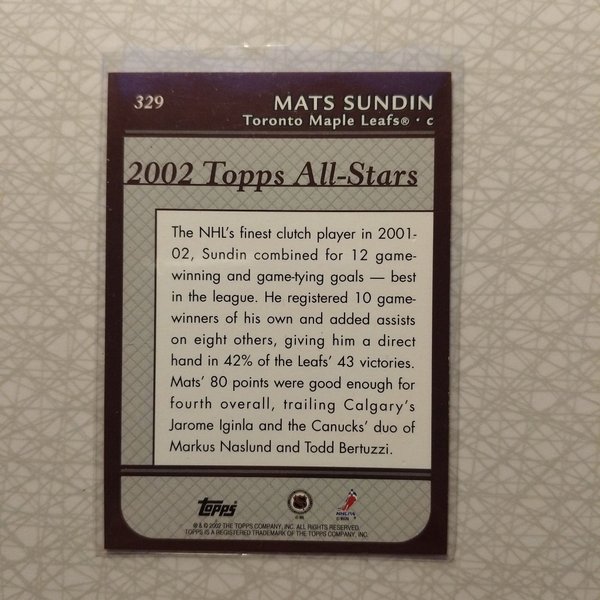 329
MATS SUNDIN
Toronto Maple Leafs® • C
2002 Topps All-Stars
The NHL's finest clutch player in 2001-
02, Sundin combined for 12 game-
winning and game-tying goals — best
in the league. He registered 10 game-
winners of his own and added assists
on eight others, giving him a direct
hand in 42% of the Leafs' 43 victories.
Mats' 80 points were good enough for
fourth overall, trailing Calgary's
Jarome Iginla and the Canucks' duo of
Markus Naslund and Todd Bertuzzi.
Topps
® & © 2002 THE TOPPS COMPANY, INC. ALL RIGHTS RESERVED.
TOPPS IS A REGISTERED TRADEMARK OF THE TOPPS COMPANY, INC.